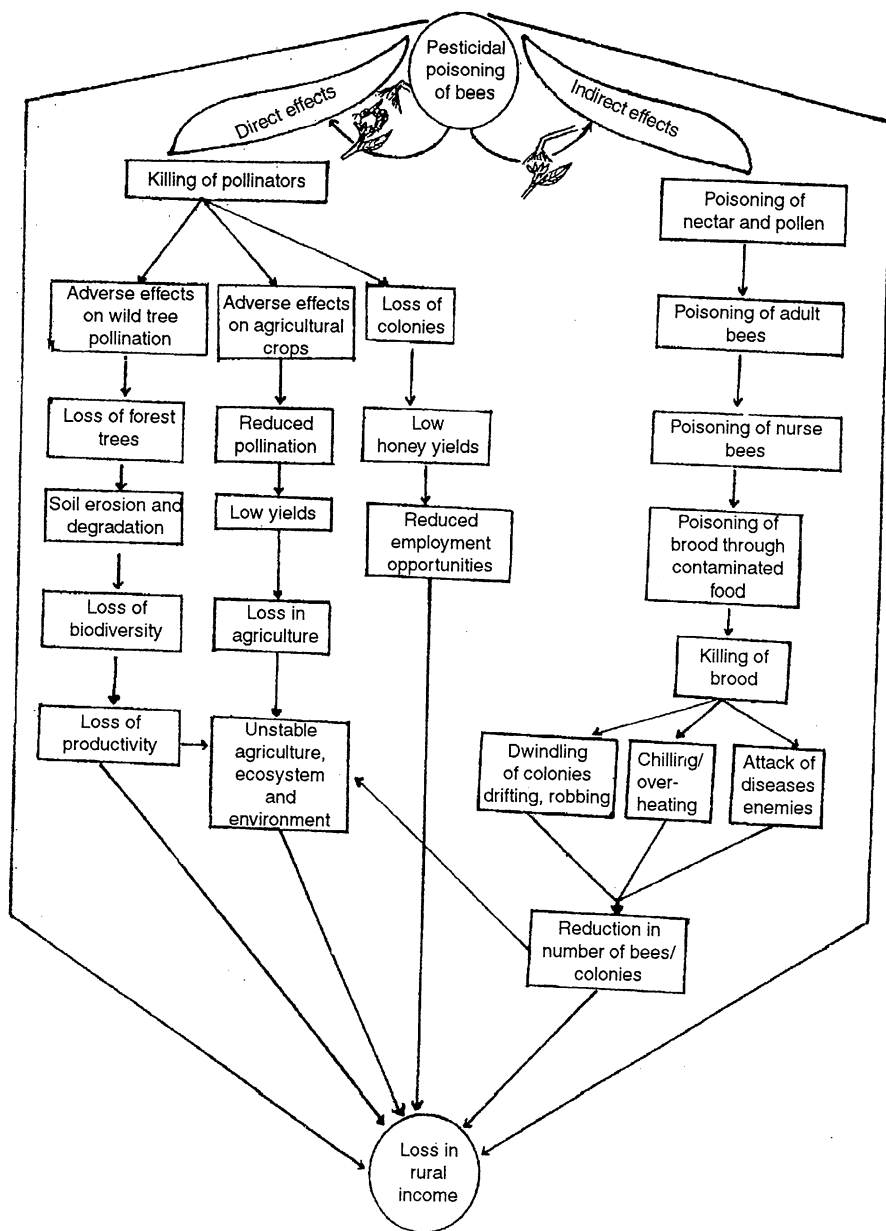 Pesticidal
poisoning
of bees
Direct effects
Indirect effects
Killing of pollinators
Adverse effects
on wild tree
pollination
Adverse effects
on agricultural
crops
Loss of
colonies
Loss of forest
trees
Reduced
pollination
Low
honey yields
Soil erosion and
degradation
Low yields
Reduced
employment
opportunities
Loss of
biodiversity
Loss in
agriculture
Loss of
productivity
Unstable
agriculture,
ecosystem
and
environment
Poisoning of
nectar and pollen
Poisoning of adult
bees
Poisoning of nurse
bees
Poisoning of
brood through
contaminated
food
Killing of
brood
Dwindling
of colonies
drifting, robbing
Chilling/
over-
heating
Attack of
diseases
enemies
Reduction in
number of bees/
colonies
Loss in
rural
income